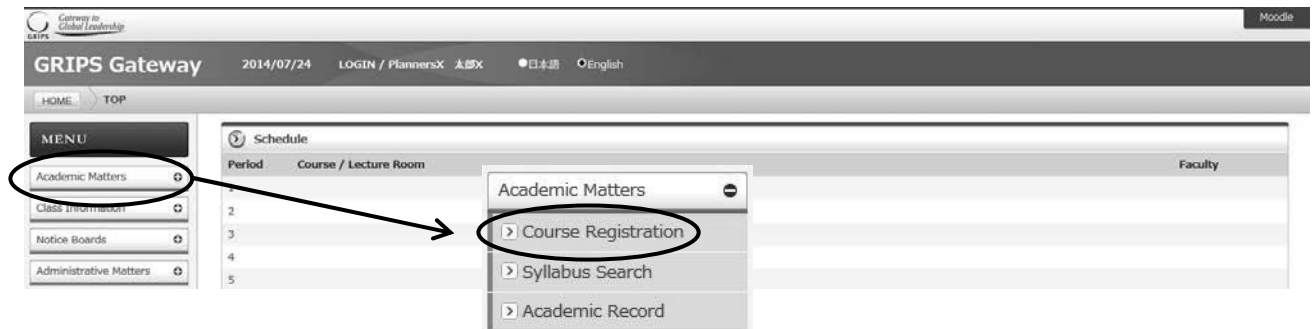 Gateway to
Global Leadership
GRIPS
Moodle
GRIPS Gateway 2014/07/24 LOGIN / PlannersX 太郎X 日本語 English
HOME TOP
MENU
Schedule
Period Course / Lecture Room Faculty
Academic Matters
1
Class Information
2
Notice Boards
3
4
Administrative Matters
5
Academic Matters
Course Registration
Syllabus Search
Academic Record